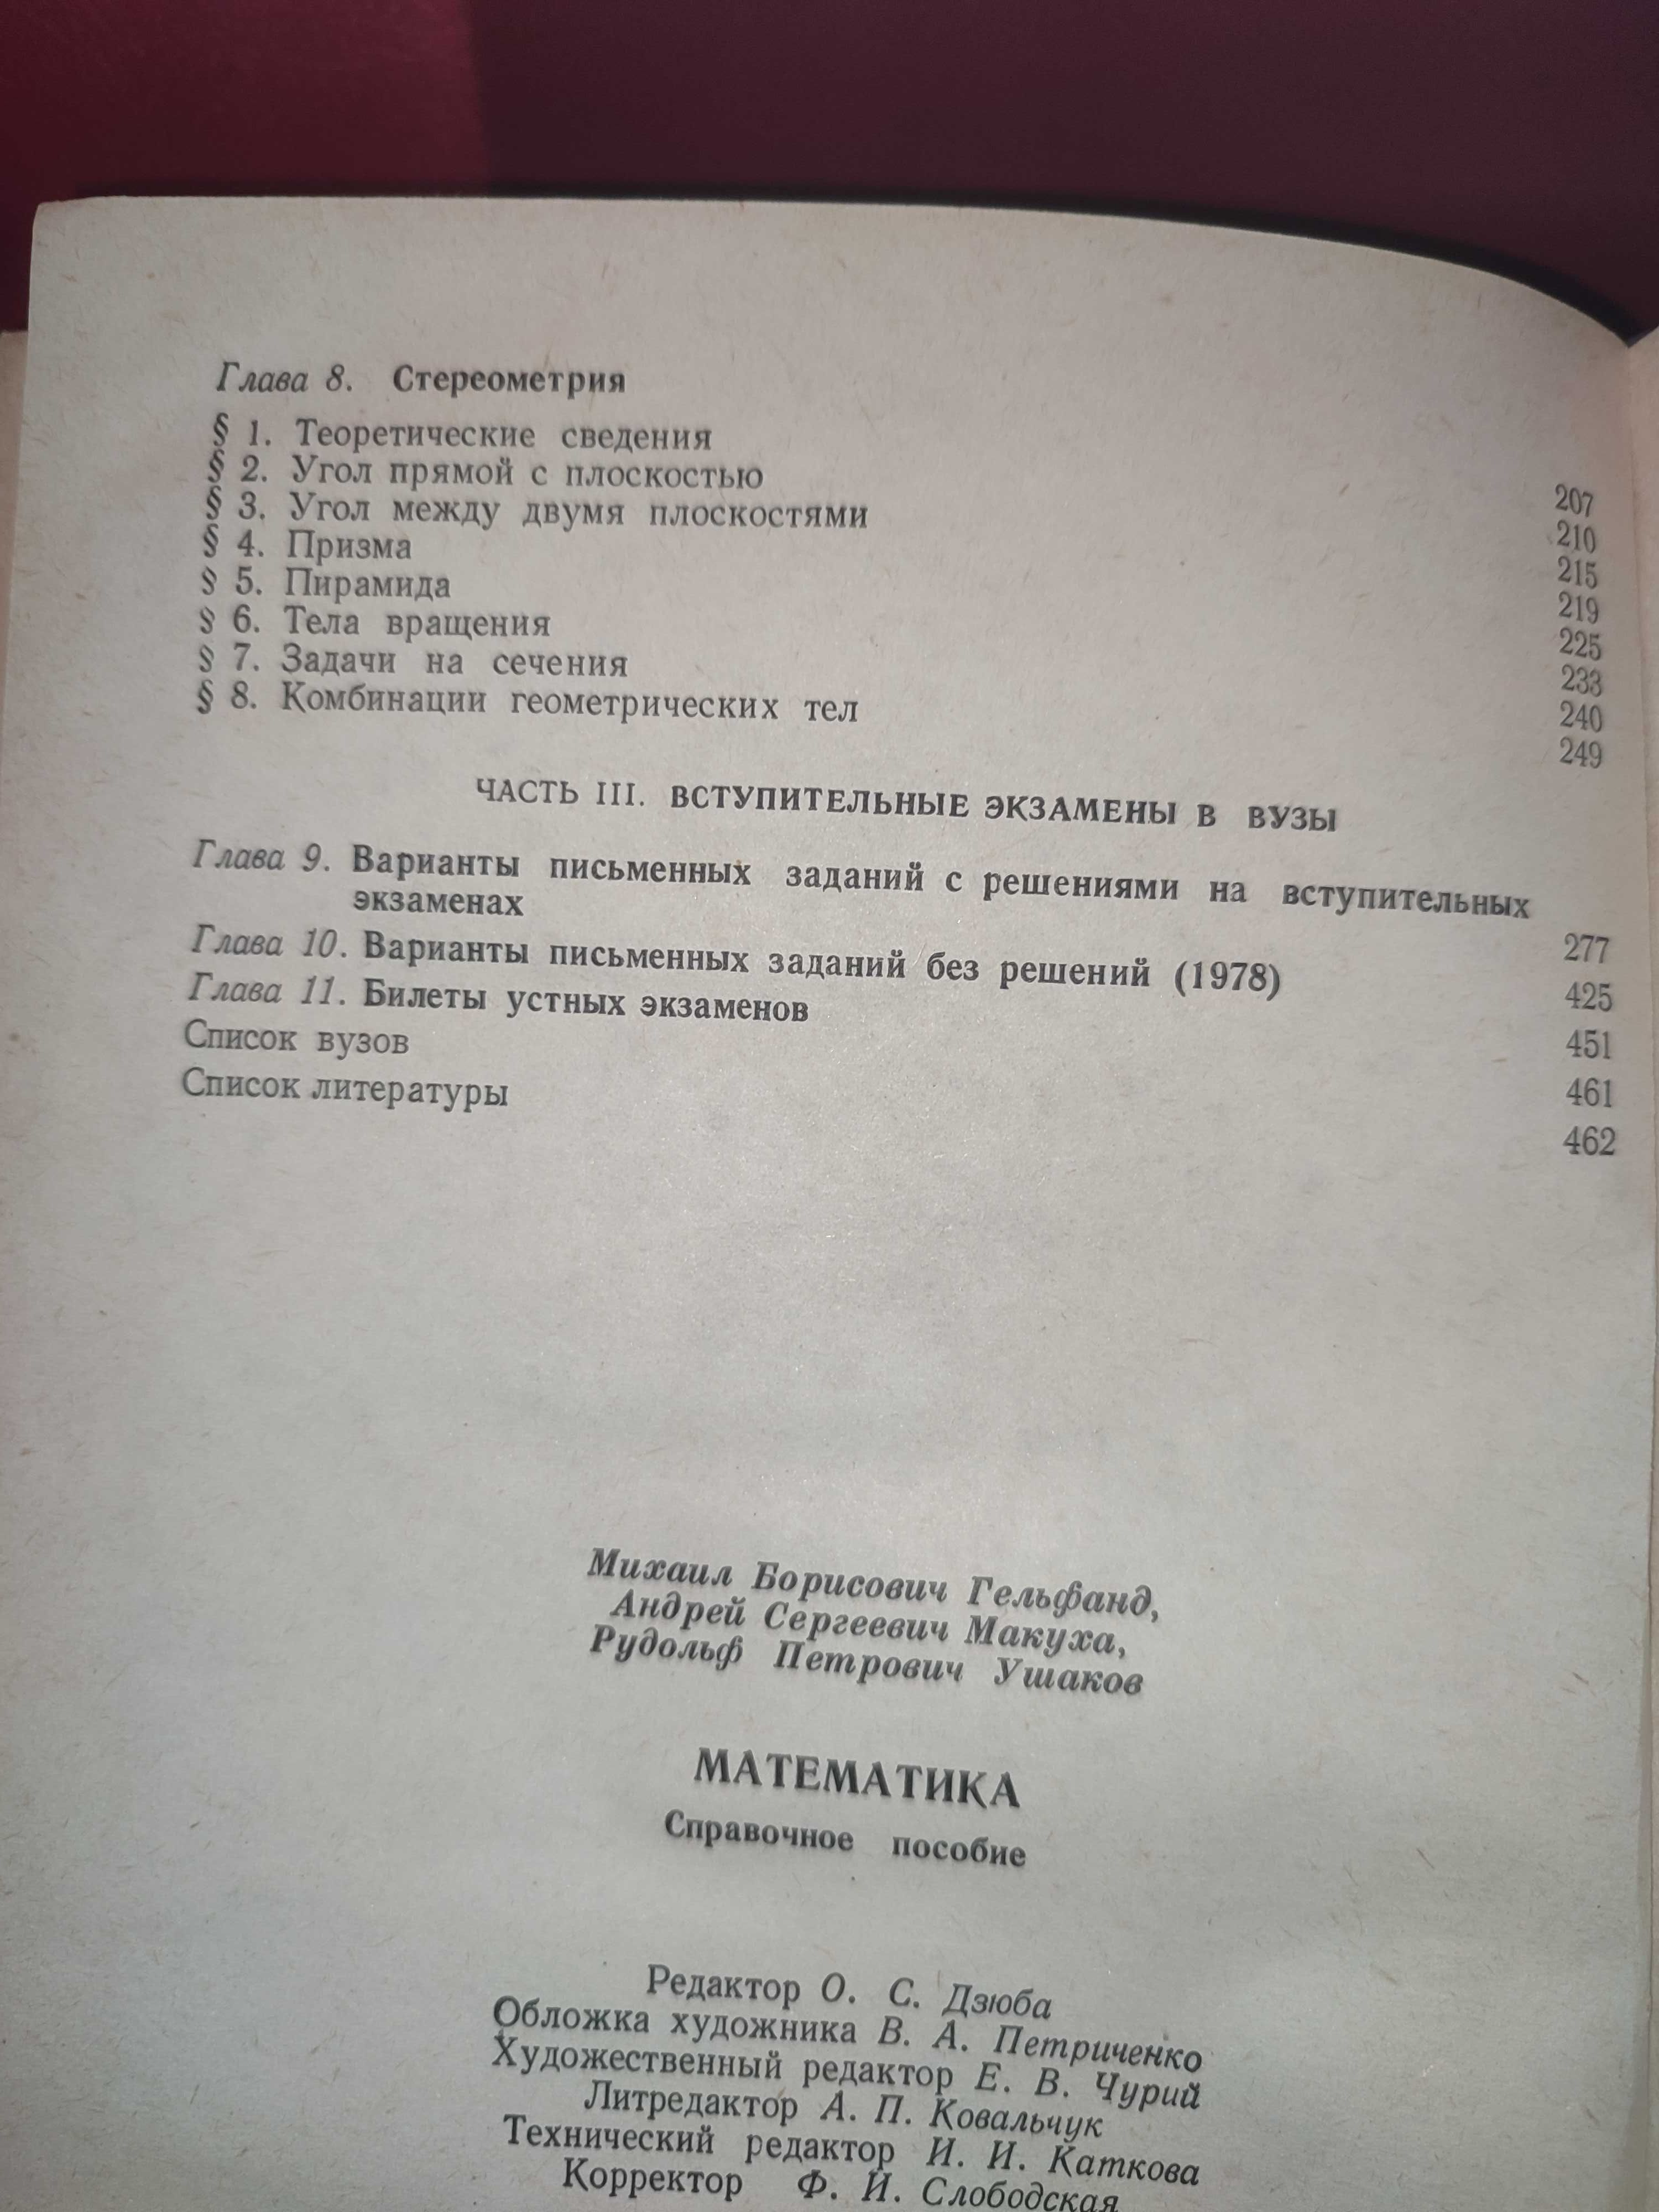 Глава 8. Стереометрия
§ 1. Теоретические сведения 207
§ 2. Угол прямой с плоскостью 210
§ 3. Угол между двумя плоскостями 215
§ 4. Призма 219
§ 5. Пирамида 225
§ 6. Тела вращения 233
§ 7. Задачи на сечения 240
§ 8. Комбинации геометрических тел 249
ЧАСТЬ III. ВСТУПИТЕЛЬНЫЕ ЭКЗАМЕНЫ В ВУЗЫ
Глава 9. Варианты письменных заданий с решениями на вступительных
экзаменах 277
Глава 10. Варианты письменных заданий без решений (1978) 425
Глава 11. Билеты устных экзаменов 451
Список вузов 461
Список литературы 462
Михаил Борисович Гельфанд,
Андрей Сергеевич Макуха,
Рудольф Петрович Ушаков
МАТЕМАТИКА
Справочное пособие
Редактор О. С. Дзюба
Обложка художника В. А. Петриченко
Художественный редактор Е. В. Чурий
Литредактор А. П. Ковальчук
Технический редактор И. И. Каткова
Корректор Ф. И. Слободская